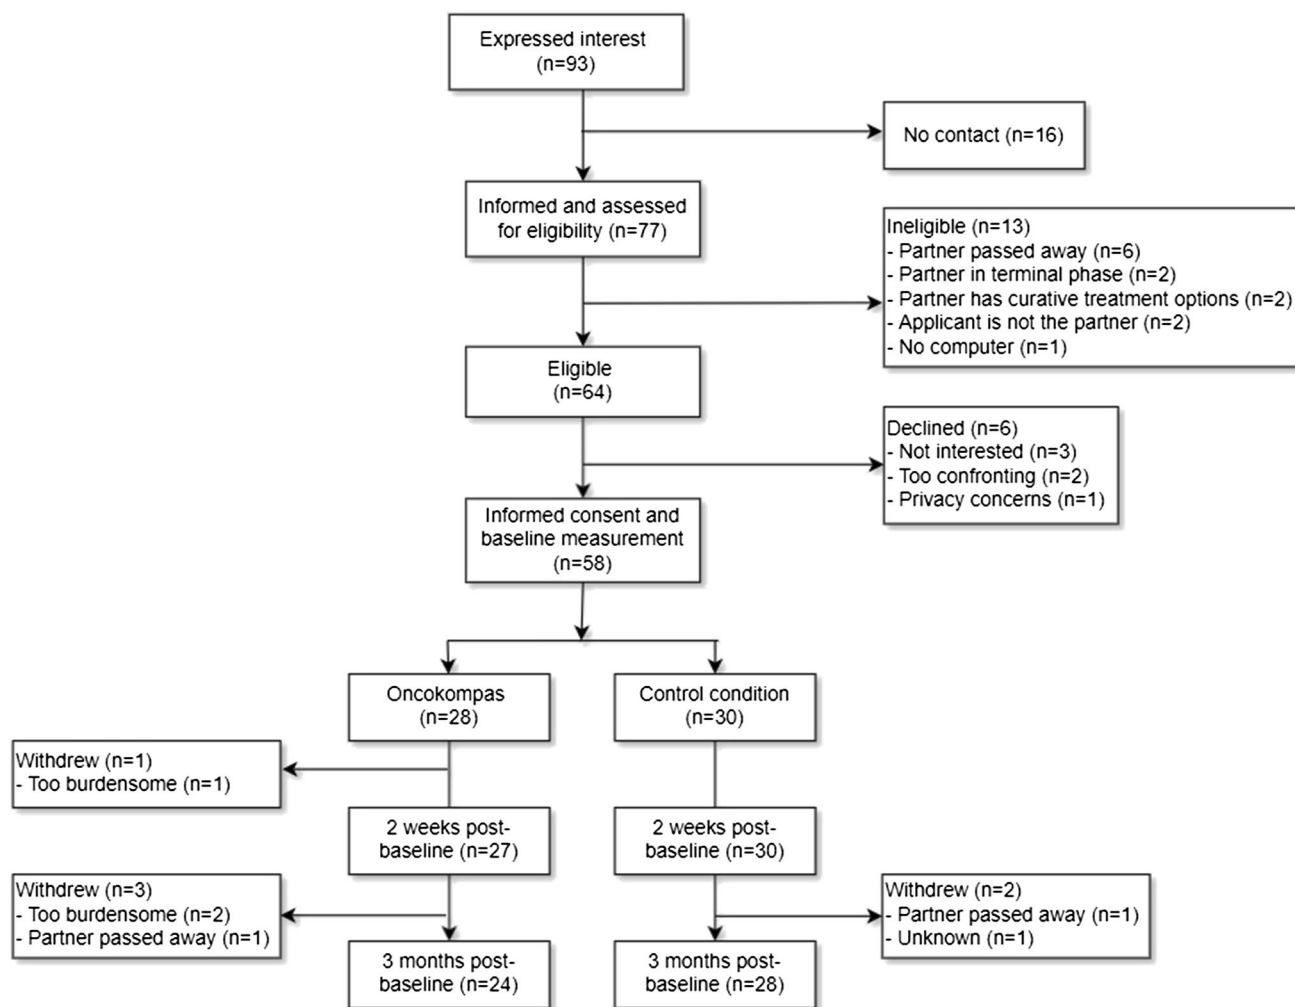 Expressed interest
(n=93)
No contact (n=16)
Informed and assessed
for eligibility (n=77)
Ineligible (n=13)
- Partner passed away (n=6)
- Partner in terminal phase (n=2)
- Partner has curative treatment options (n=2)
- Applicant is not the partner (n=2)
- No computer (n=1)
Eligible
(n=64)
Declined (n=6)
- Not interested (n=3)
- Too confronting (n=2)
- Privacy concerns (n=1)
Informed consent and
baseline measurement
(n=58)
Oncokompas
(n=28)
Control condition
(n=30)
Withdrew (n=1)
- Too burdensome (n=1)
2 weeks post-
baseline (n=27)
2 weeks post-
baseline (n=30)
Withdrew (n=3)
- Too burdensome (n=2)
- Partner passed away (n=1)
Withdrew (n=2)
- Partner passed away (n=1)
- Unknown (n=1)
3 months post-
baseline (n=24)
3 months post-
baseline (n=28)